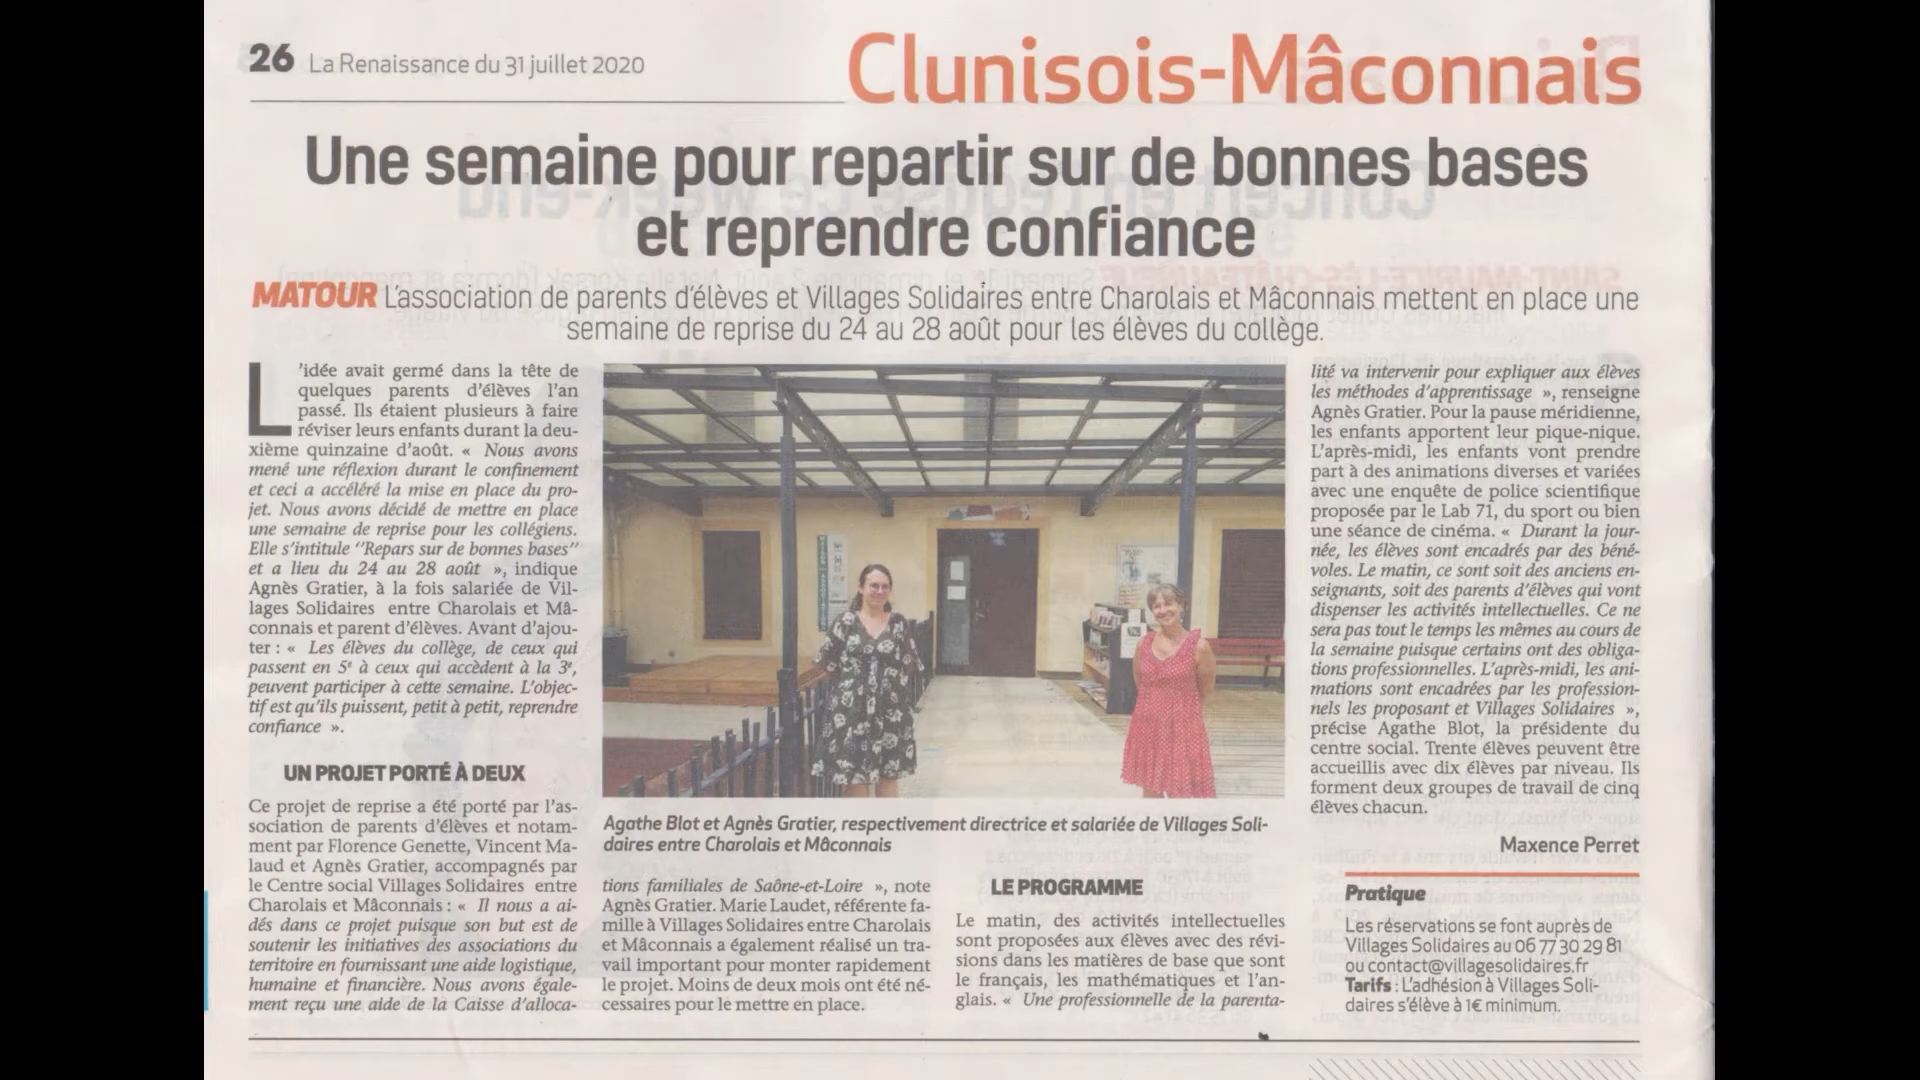 26 La Renaissance du 31 juillet 2020
Clunisois-Mâconnais
Une semaine pour repartir sur de bonnes bases
et reprendre confiance
MATOUR L'association de parents d'élèves et Villages Solidaires entre Charolais et Mâconnais mettent en place une
semaine de reprise du 24 au 28 août pour les élèves du collège.
L'idée avait germé dans la tête de
quelques parents d'élèves l'an
passé. Ils étaient plusieurs à faire
réviser leurs enfants durant la deu-
xième quinzaine d'août. « Nous avons
mené une réflexion durant le confinement
et ceci a accéléré la mise en place du pro-
jet. Nous avons décidé de mettre en place
une semaine de reprise pour les collégiens.
Elle s'intitule "Repars sur de bonnes bases"
et a lieu du 24 au 28 août », indique
Agnès Gratier, à la fois salariée de Vil-
lages Solidaires entre Charolais et Mâ-
connais et parent d'élèves. Avant d'ajou-
ter : « Les élèves du collège, de ceux qui
passent en 5e à ceux qui accèdent à la 3e,
peuvent participer à cette semaine. L'objec-
tif est qu'ils puissent, petit à petit, reprendre
confiance ».
UN PROJET PORTÉ À DEUX
Ce projet de reprise a été porté par l'as-
sociation de parents d'élèves et notam-
ment par Florence Genette, Vincent Ma-
laud et Agnès Gratier, accompagnés par
le Centre social Villages Solidaires entre
Charolais et Mâconnais : « Il nous a ai-
dés dans ce projet puisque son but est de
soutenir les initiatives des associations du
territoire en fournissant une aide logistique,
humaine et financière. Nous avons égale-
ment reçu une aide de la Caisse d'alloca-
Agathe Blot et Agnès Gratier, respectivement directrice et salariée de Villages Soli-
daires entre Charolais et Mâconnais
tions familiales de Saône-et-Loire », note
Agnès Gratier. Marie Laudet, référente fa-
mille à Villages Solidaires entre Charolais
et Mâconnais a également réalisé un tra-
vail important pour monter rapidement
le projet. Moins de deux mois ont été né-
cessaires pour le mettre en place.
LE PROGRAMME
Le matin, des activités intellectuelles
sont proposées aux élèves avec des révi-
sions dans les matières de base que sont
le français, les mathématiques et l'an-
glais. « Une professionnelle de la parenta-
lité va intervenir pour expliquer aux élèves
les méthodes d'apprentissage », renseigne
Agnès Gratier. Pour la pause méridienne,
les enfants apportent leur pique-nique.
L'après-midi, les enfants vont prendre
part à des animations diverses et variées
avec une enquête de police scientifique
proposée par le Lab 71, du sport ou bien
une séance de cinéma. « Durant la jour-
née, les élèves sont encadrés par des béné-
voles. Le matin, ce sont soit des anciens en-
seignants, soit des parents d'élèves qui vont
dispenser les activités intellectuelles. Ce ne
sera pas tout le temps les mêmes au cours de
la semaine puisque certains ont des obliga-
tions professionelles. L'après-midi, les ani-
mations sont encadrées par les profession-
nels les proposant et Villages Solidaires »,
précise Agathe Blot, la présidente du
centre social. Trente élèves peuvent être
accueillis avec dix élèves par niveau. Ils
forment deux groupes de travail de cinq
élèves chacun.
Maxence Perret
Pratique
Les réservations se font auprès de
Villages Solidaires au 06 77 30 29 81
ou contact@villagesolidaires.fr
Tarifs : L'adhésion à Villages Soli-
daires s'élève à 1€ minimum.